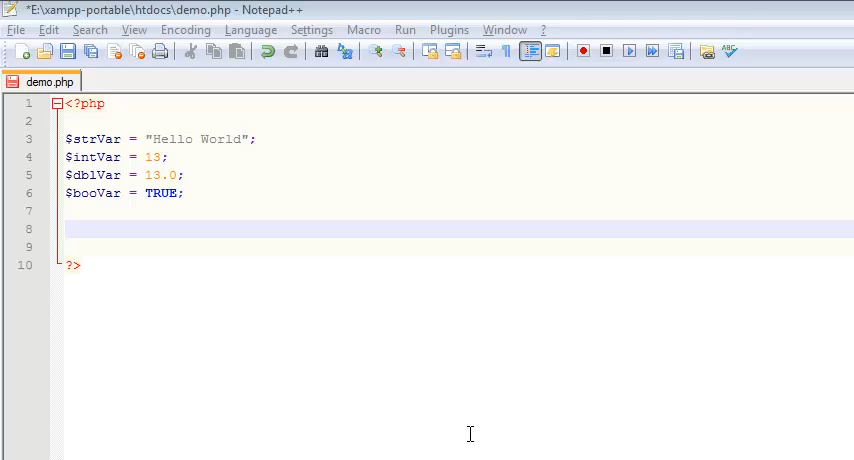 *E:\xampp-portable\htdocs\demo.php - Notepad++
File Edit Search View Encoding Language Settings Macro Run Plugins Window ?
demo.php
1 <?php
2
3 $strVar = "Hello World";
4 $intVar = 13;
5 $dblVar = 13.0;
6 $booVar = TRUE;
7
8
9
10 ?>